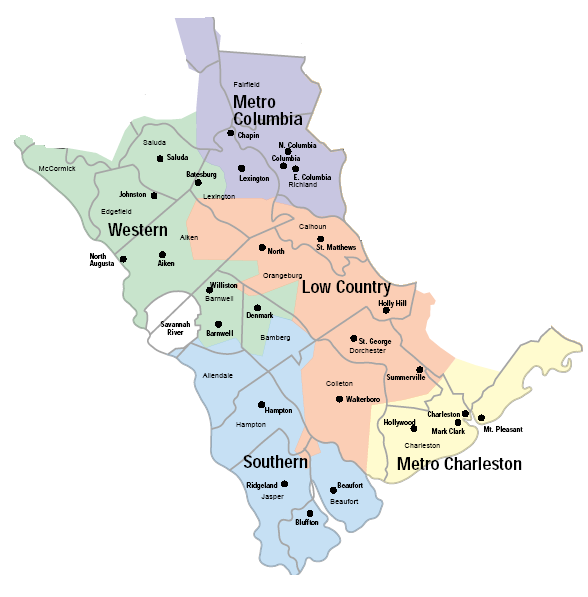 Fairfield
Metro
Columbia
Chapin
N. Columbia
Columbia
E. Columbia
Richland
Lexington
Lexington
Saluda
Saluda
Batesburg
McCormick
Johnston
Edgefield
Western
Aiken
North
Augusta
Aiken
Calhoun
St. Matthews
North
Orangeburg
Low Country
Holly Hill
Williston
Barnwell
Denmark
Savannah
River
Barnwell
Bamberg
St. George
Dorchester
Summerville
Allendale
Colleton
Walterboro
Hampton
Hampton
Charleston
Hollywood
Mark Clark
Mt. Pleasant
Charleston
Metro Charleston
Southern
Ridgeland
Jasper
Beaufort
Beaufort
Bluffton